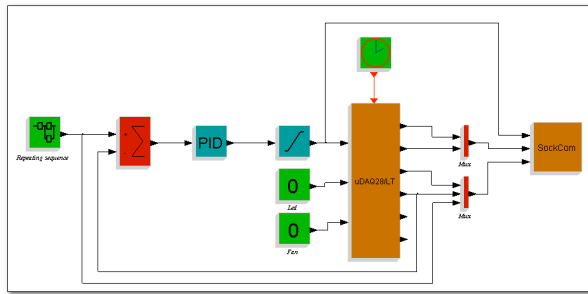 Repeating sequence
+
-
Σ
PID
0
Led
0
Fan
uDAQ28/LT
Mux
Mux
SockCom